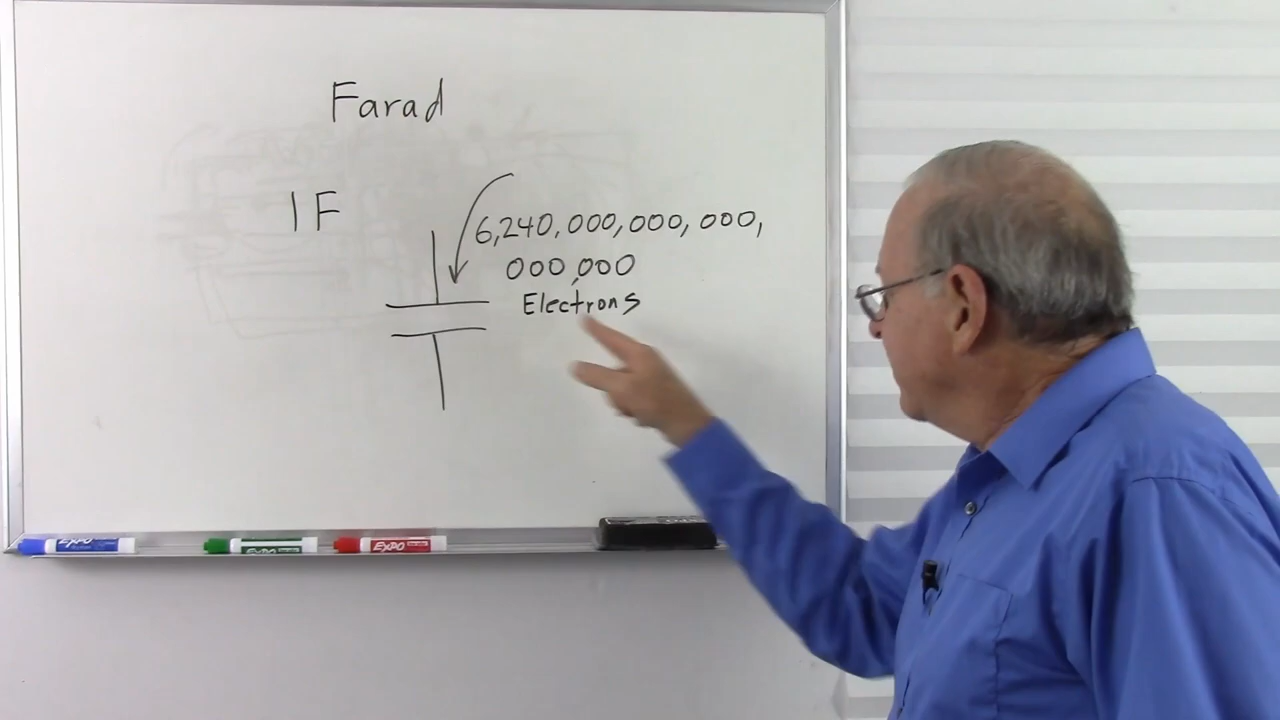 Farad
1F
6,240,000,000,000,
000,000
Electrons
EXPO
EXPO
EXPO